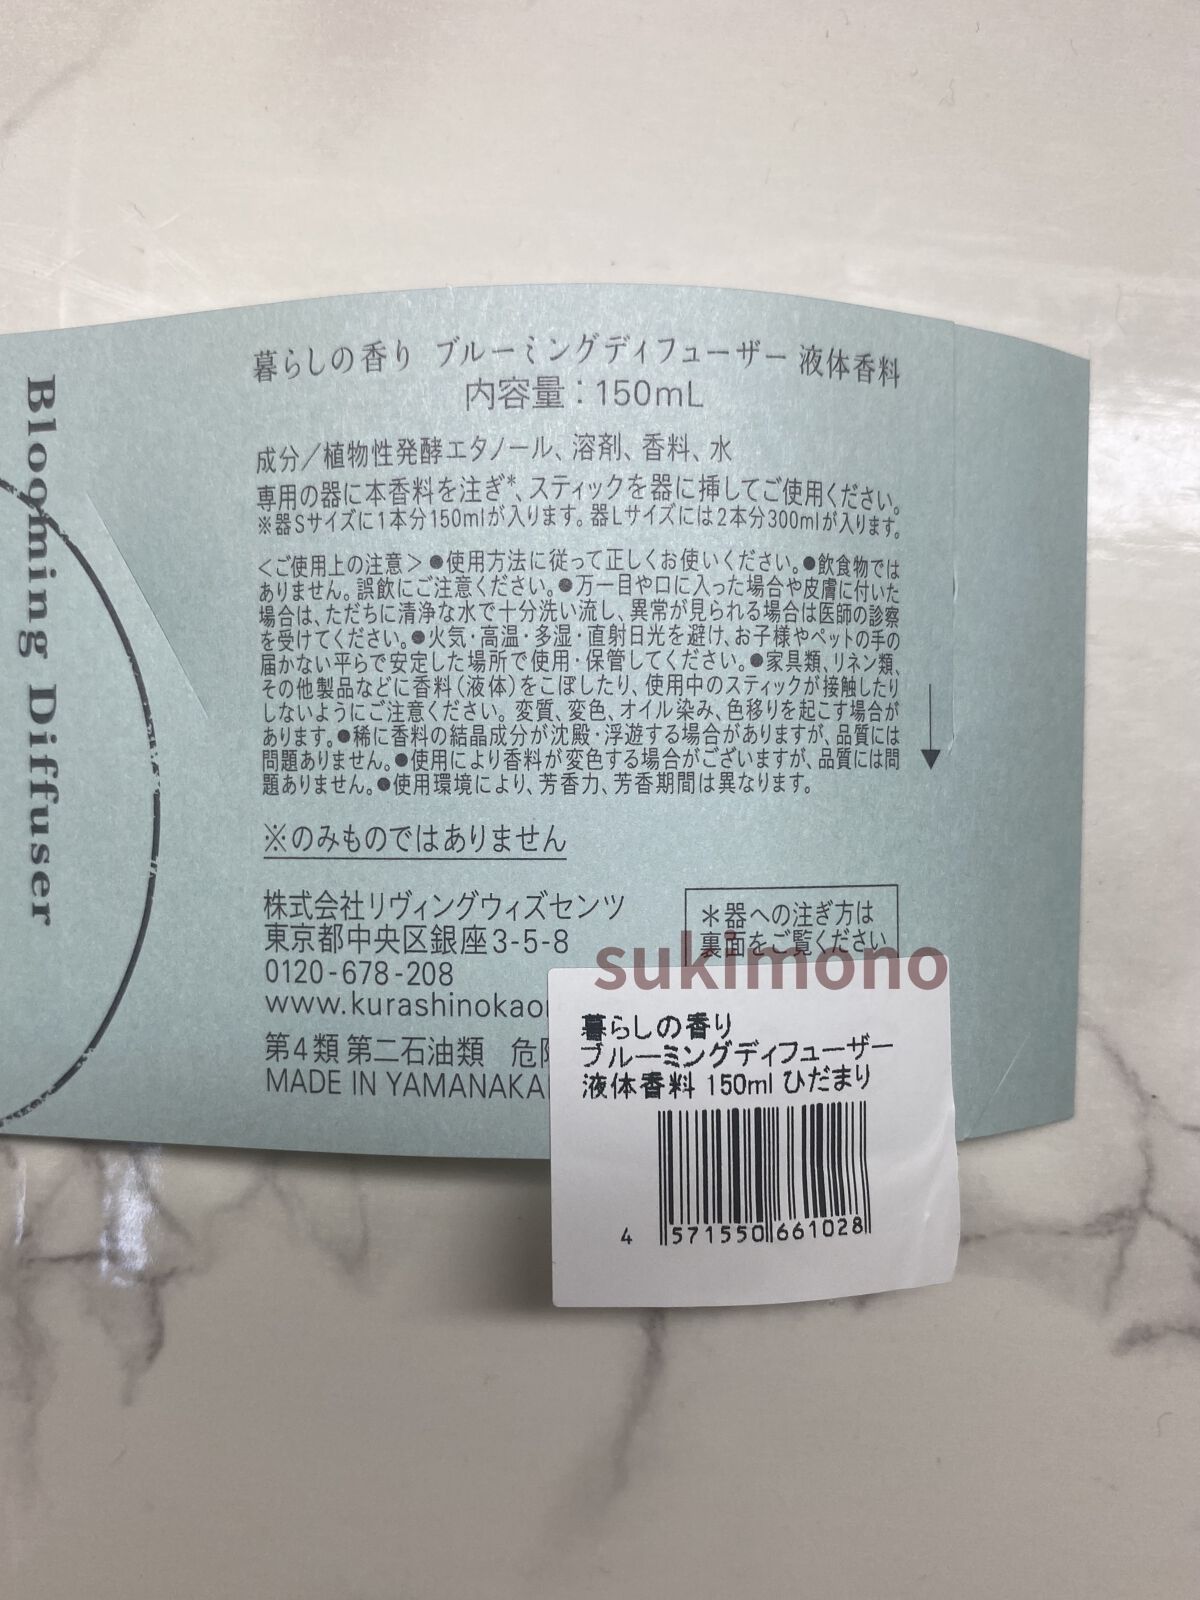 Blooming Diffuser
暮らしの香り ブルーミングディフューザー 液体香料
内容量：150mL
成分／植物性発酵エタノール、溶剤、香料、水
専用の器に本香料を注ぎ*、スティックを器に挿してご使用ください。
※器Sサイズに1本分150mlが入ります。器Lサイズには2本分300mlが入ります。
＜ご使用上の注意＞●使用方法に従って正しくお使いください。●飲食物では
ありません。誤飲にご注意ください。●万一目や口に入った場合や皮膚に付いた
場合は、ただちに清浄な水で十分洗い流し、異常が見られる場合は医師の診察
を受けてください。●火気・高温・多湿・直射日光を避け、お子様やペットの手の
届かない平らで安定した場所で使用・保管してください。●家具類、リネン類、
その他製品などに香料（液体）をこぼしたり、使用中のスティックが接触したり
しないようにご注意ください。変質、変色、オイル染み、色移りを起こす場合が
あります。●稀に香料の結晶成分が沈殿・浮遊する場合がありますが、品質には
問題ありません。●使用により香料が変色する場合がございますが、品質には問
題ありません。●使用環境により、芳香力、芳香期間は異なります。
※のみものではありません
株式会社リヴィングウィズセンツ
東京都中央区銀座3-5-8
0120-678-208
www.kurashinokaor
第4類 第二石油類 危
MADE IN YAMANAKA
＊器への注ぎ方は
裏面をご覧ください
sukimono
暮らしの香り
ブルーミングディフューザー
液体香料 150ml ひだまり
4 571550 661028